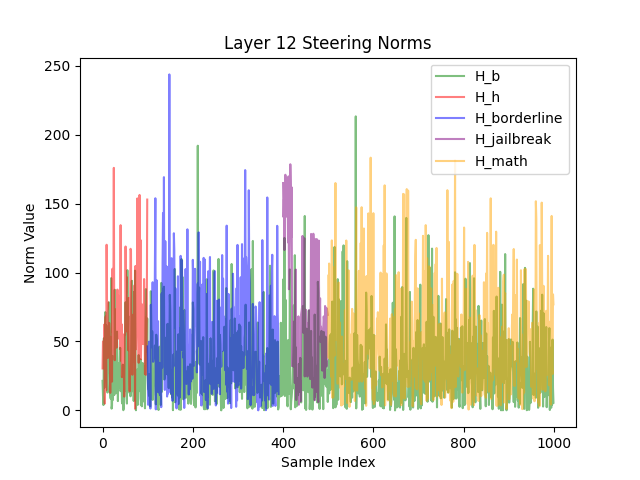 Layer 12 Steering Norms
250
200
150
100
50
0
Norm Value
H_b
H_h
H_borderline
H_jailbreak
H_math
0
200
400
600
800
1000
Sample Index